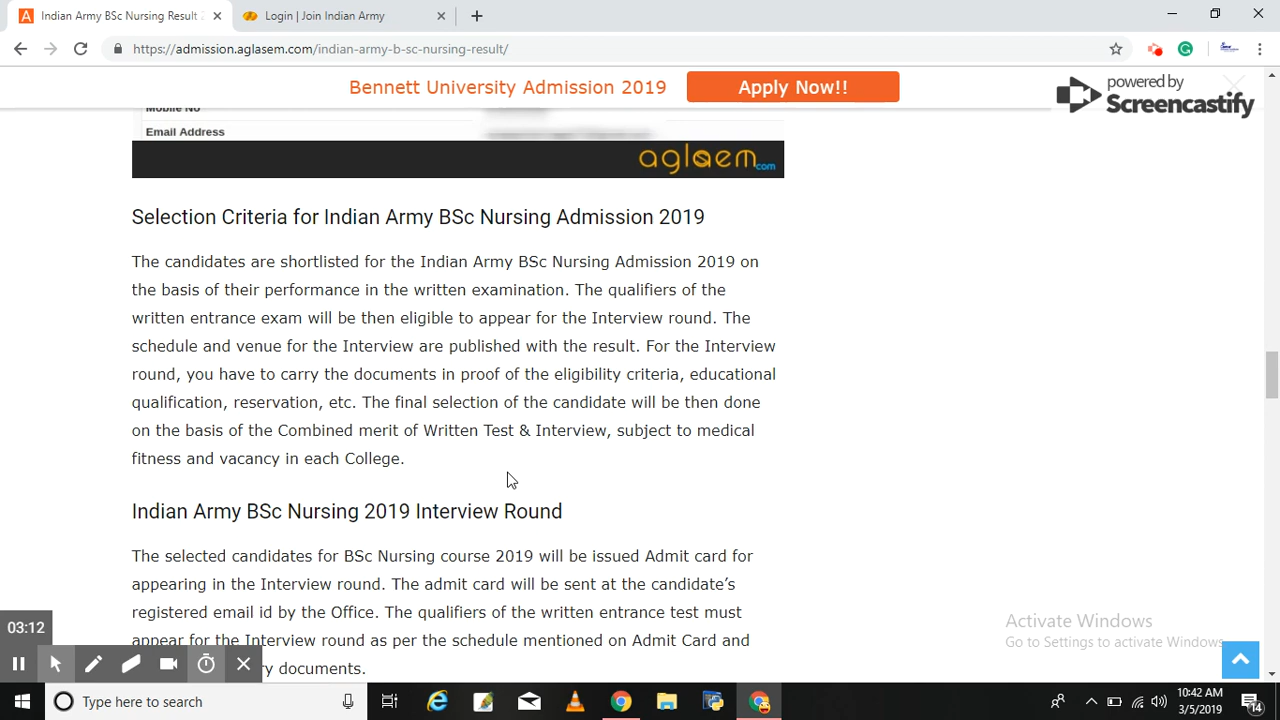 Indian Army BSc Nursing Result 2
Login | Join Indian Army
https://admission.aglasem.com/indian-army-b-sc-nursing-result/
Bennett University Admission 2019
Apply Now!!
powered by
Screencastify
Mobile No
Email Address
aglasem.com
Selection Criteria for Indian Army BSc Nursing Admission 2019
The candidates are shortlisted for the Indian Army BSc Nursing Admission 2019 on
the basis of their performance in the written examination. The qualifiers of the
written entrance exam will be then eligible to appear for the Interview round. The
schedule and venue for the Interview are published with the result. For the Interview
round, you have to carry the documents in proof of the eligibility criteria, educational
qualification, reservation, etc. The final selection of the candidate will be then done
on the basis of the Combined merit of Written Test & Interview, subject to medical
fitness and vacancy in each College.
Indian Army BSc Nursing 2019 Interview Round
The selected candidates for BSc Nursing course 2019 will be issued Admit card for
appearing in the Interview round. The admit card will be sent at the candidate's
registered email id by the Office. The qualifiers of the written entrance test must
appear for the Interview round as per the schedule mentioned on Admit Card and
documents.
03:12
Activate Windows
Go to Settings to activate Windows.
Type here to search
10:42 AM
3/5/2019
14